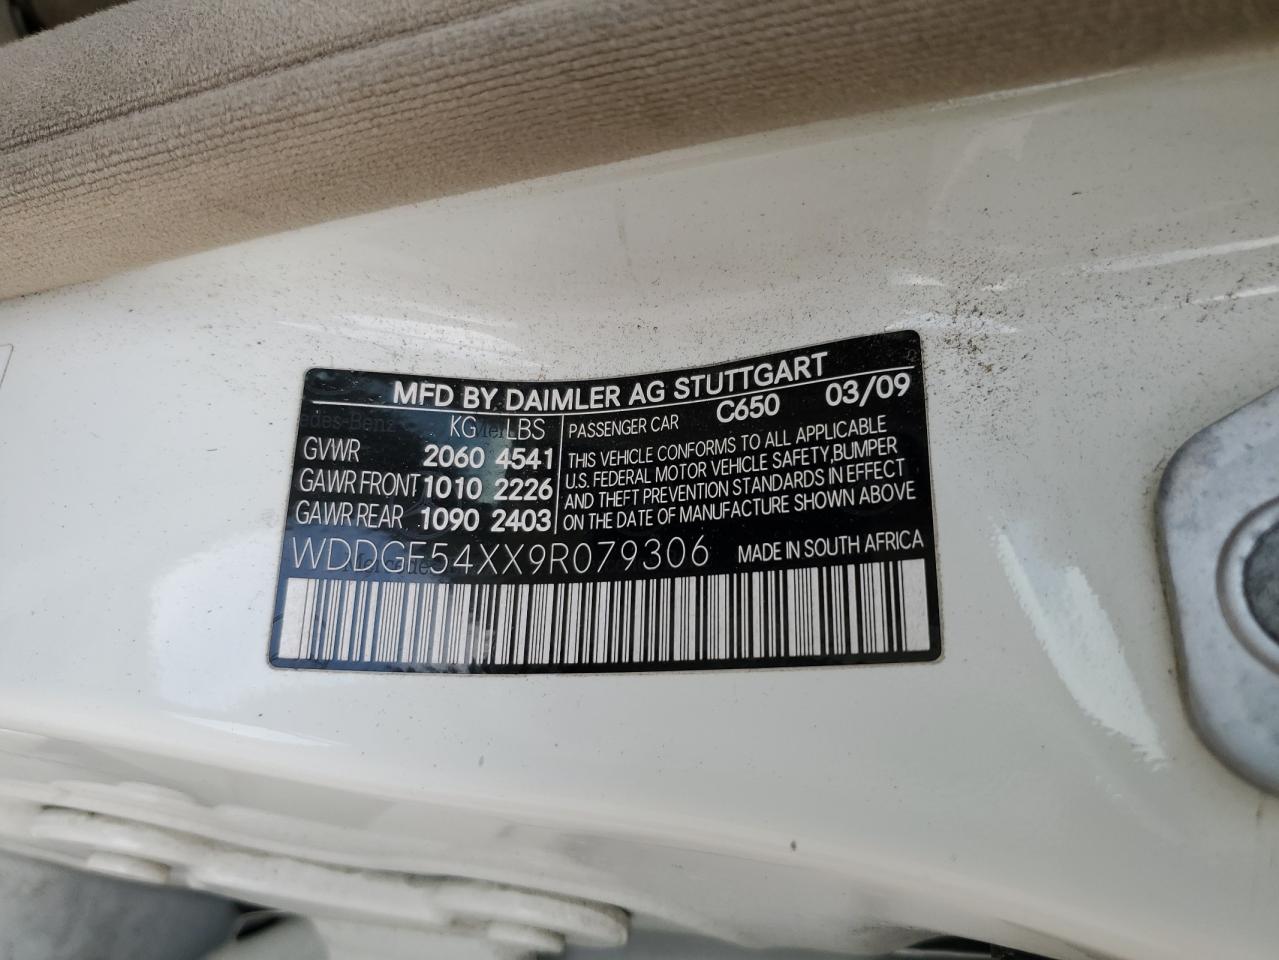 MFD BY DAIMLER AG STUTTGART
KG LBS
GVWR 2060 4541
GAWR FRONT 1010 2226
GAWR REAR 1090 2403
PASSENGER CAR C650 03/09
THIS VEHICLE CONFORMS TO ALL APPLICABLE
U.S. FEDERAL MOTOR VEHICLE SAFETY,BUMPER
AND THEFT PREVENTION STANDARDS IN EFFECT
ON THE DATE OF MANUFACTURE SHOWN ABOVE
WDDGF54XX9R079306 MADE IN SOUTH AFRICA